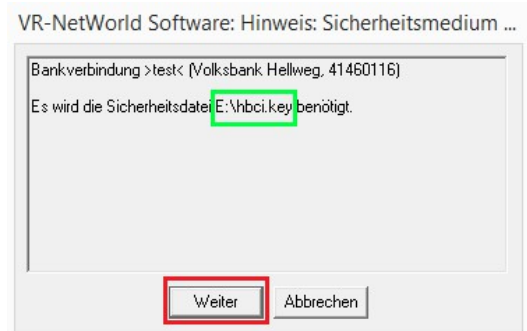 VR-NetWorld Software: Hinweis: Sicherheitsmedium ...
Bankverbindung >test< (Volksbank Hellweg, 41460116)
Es wird die Sicherheitsdatei E:\hbci.key benötigt.
Weiter
Abbrechen